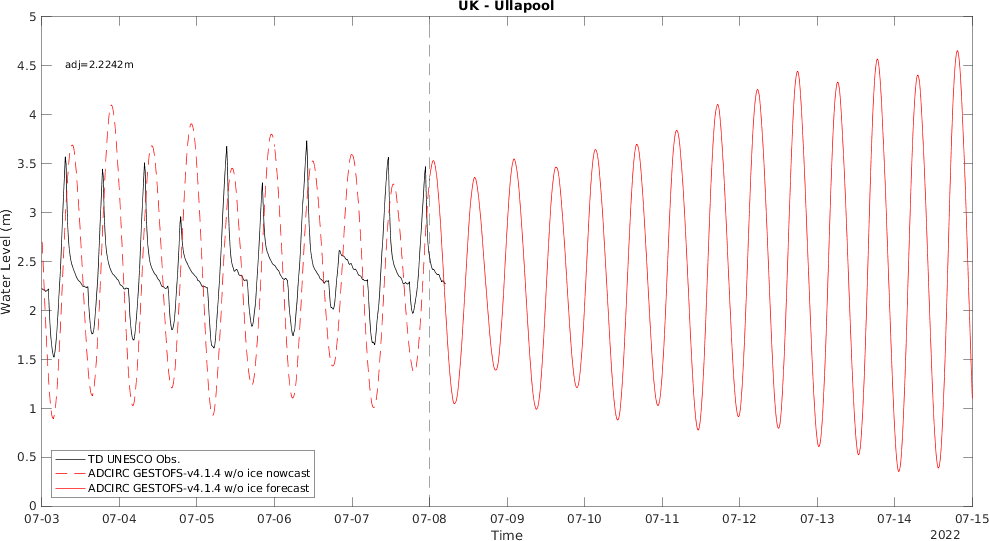 UK - Ullapool
5
4.5
4
3.5
3
2.5
2
1.5
1
0.5
0
Water Level (m)
adj=2.2242m
TD UNESCO Obs.
ADCIRC GESTOFS-v4.1.4 w/o ice nowcast
ADCIRC GESTOFS-v4.1.4 w/o ice forecast
07-03 07-04 07-05 07-06 07-07 07-08 07-09 07-10 07-11 07-12 07-13 07-14 07-15
Time
2022